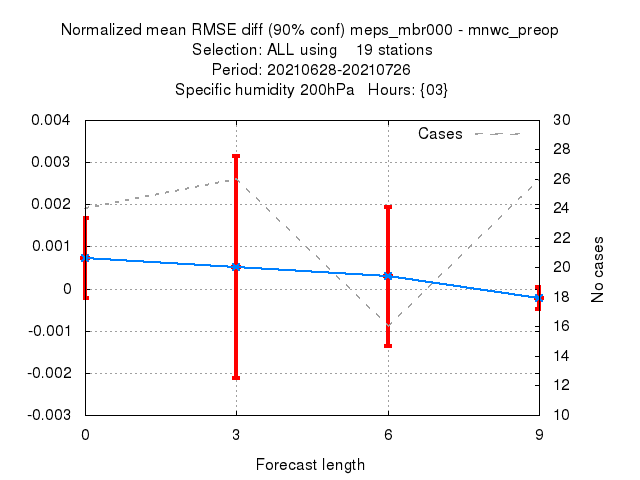 Normalized mean RMSE diff (90% conf) meps_mbr000 - mnwc_preop
Selection: ALL using    19 stations
Period: 20210628-20210726
Specific humidity 200hPa   Hours: {03}
0.004
0.003
0.002
0.001
0
-0.001
-0.002
-0.003
Cases
30
28
26
24
22
20
18
16
14
12
10
No cases
0 3 6 9
Forecast length